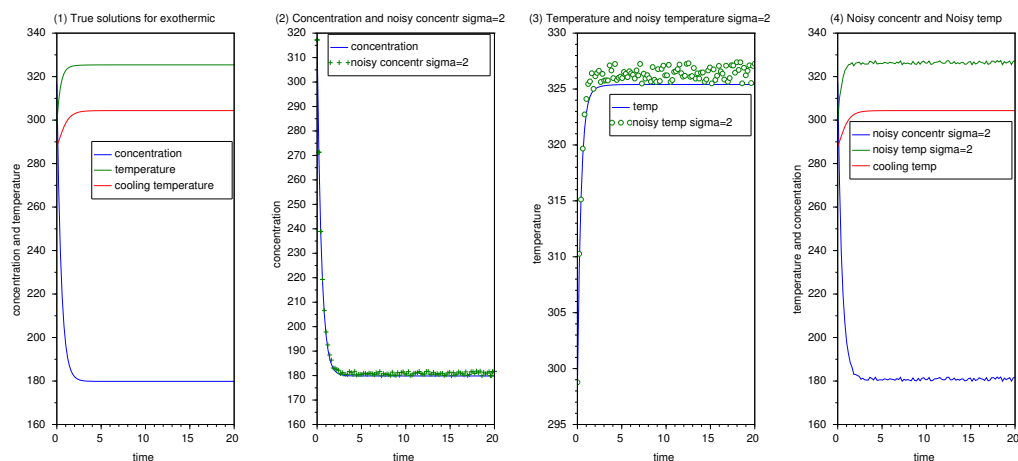 (1) True solutions for exothermic
340
320
300
280
260
240
220
200
180
160
0
5
10
15
20
time
concentration and temperature
concentration
temperature
cooling temperature
(2) Concentration and noisy concentr sigma=2
320
310
300
290
280
270
260
250
240
230
220
210
200
190
180
170
160
0
5
10
15
20
time
concentration
concentration
noisy concentr sigma=2
(3) Temperature and noisy temperature sigma=2
330
325
320
315
310
305
300
295
0
5
10
15
20
time
temperature
temp
noisy temp sigma=2
(4) Noisy concentr and Noisy temp
340
320
300
280
260
240
220
200
180
160
0
5
10
15
20
time
temperature and concentation
noisy concentr sigma=2
noisy temp sigma=2
cooling temp